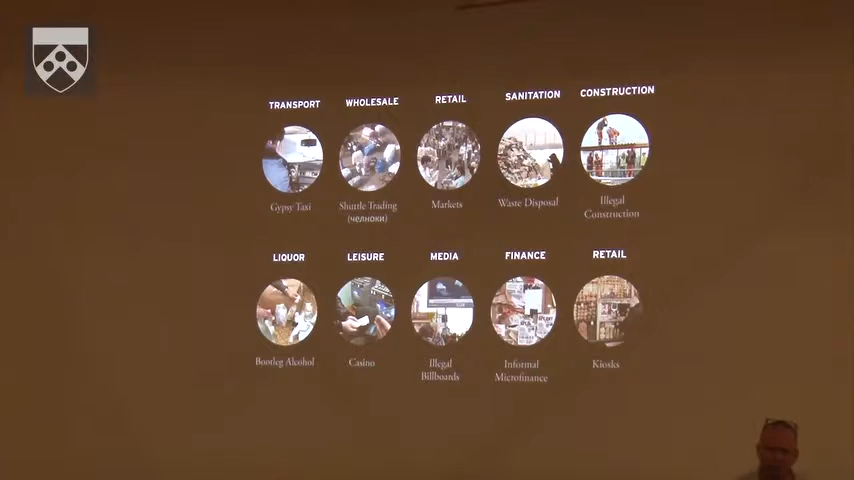 TRANSPORT
WHOLESALE
RETAIL
SANITATION
CONSTRUCTION
Gypsy Taxi
Shuttle Trading
(челноки)
Markets
Waste Disposal
Illegal
Construction
LIQUOR
LEISURE
MEDIA
FINANCE
RETAIL
Bootleg Alcohol
Casino
Illegal
Billboards
Informal
Microfinance
Kiosks